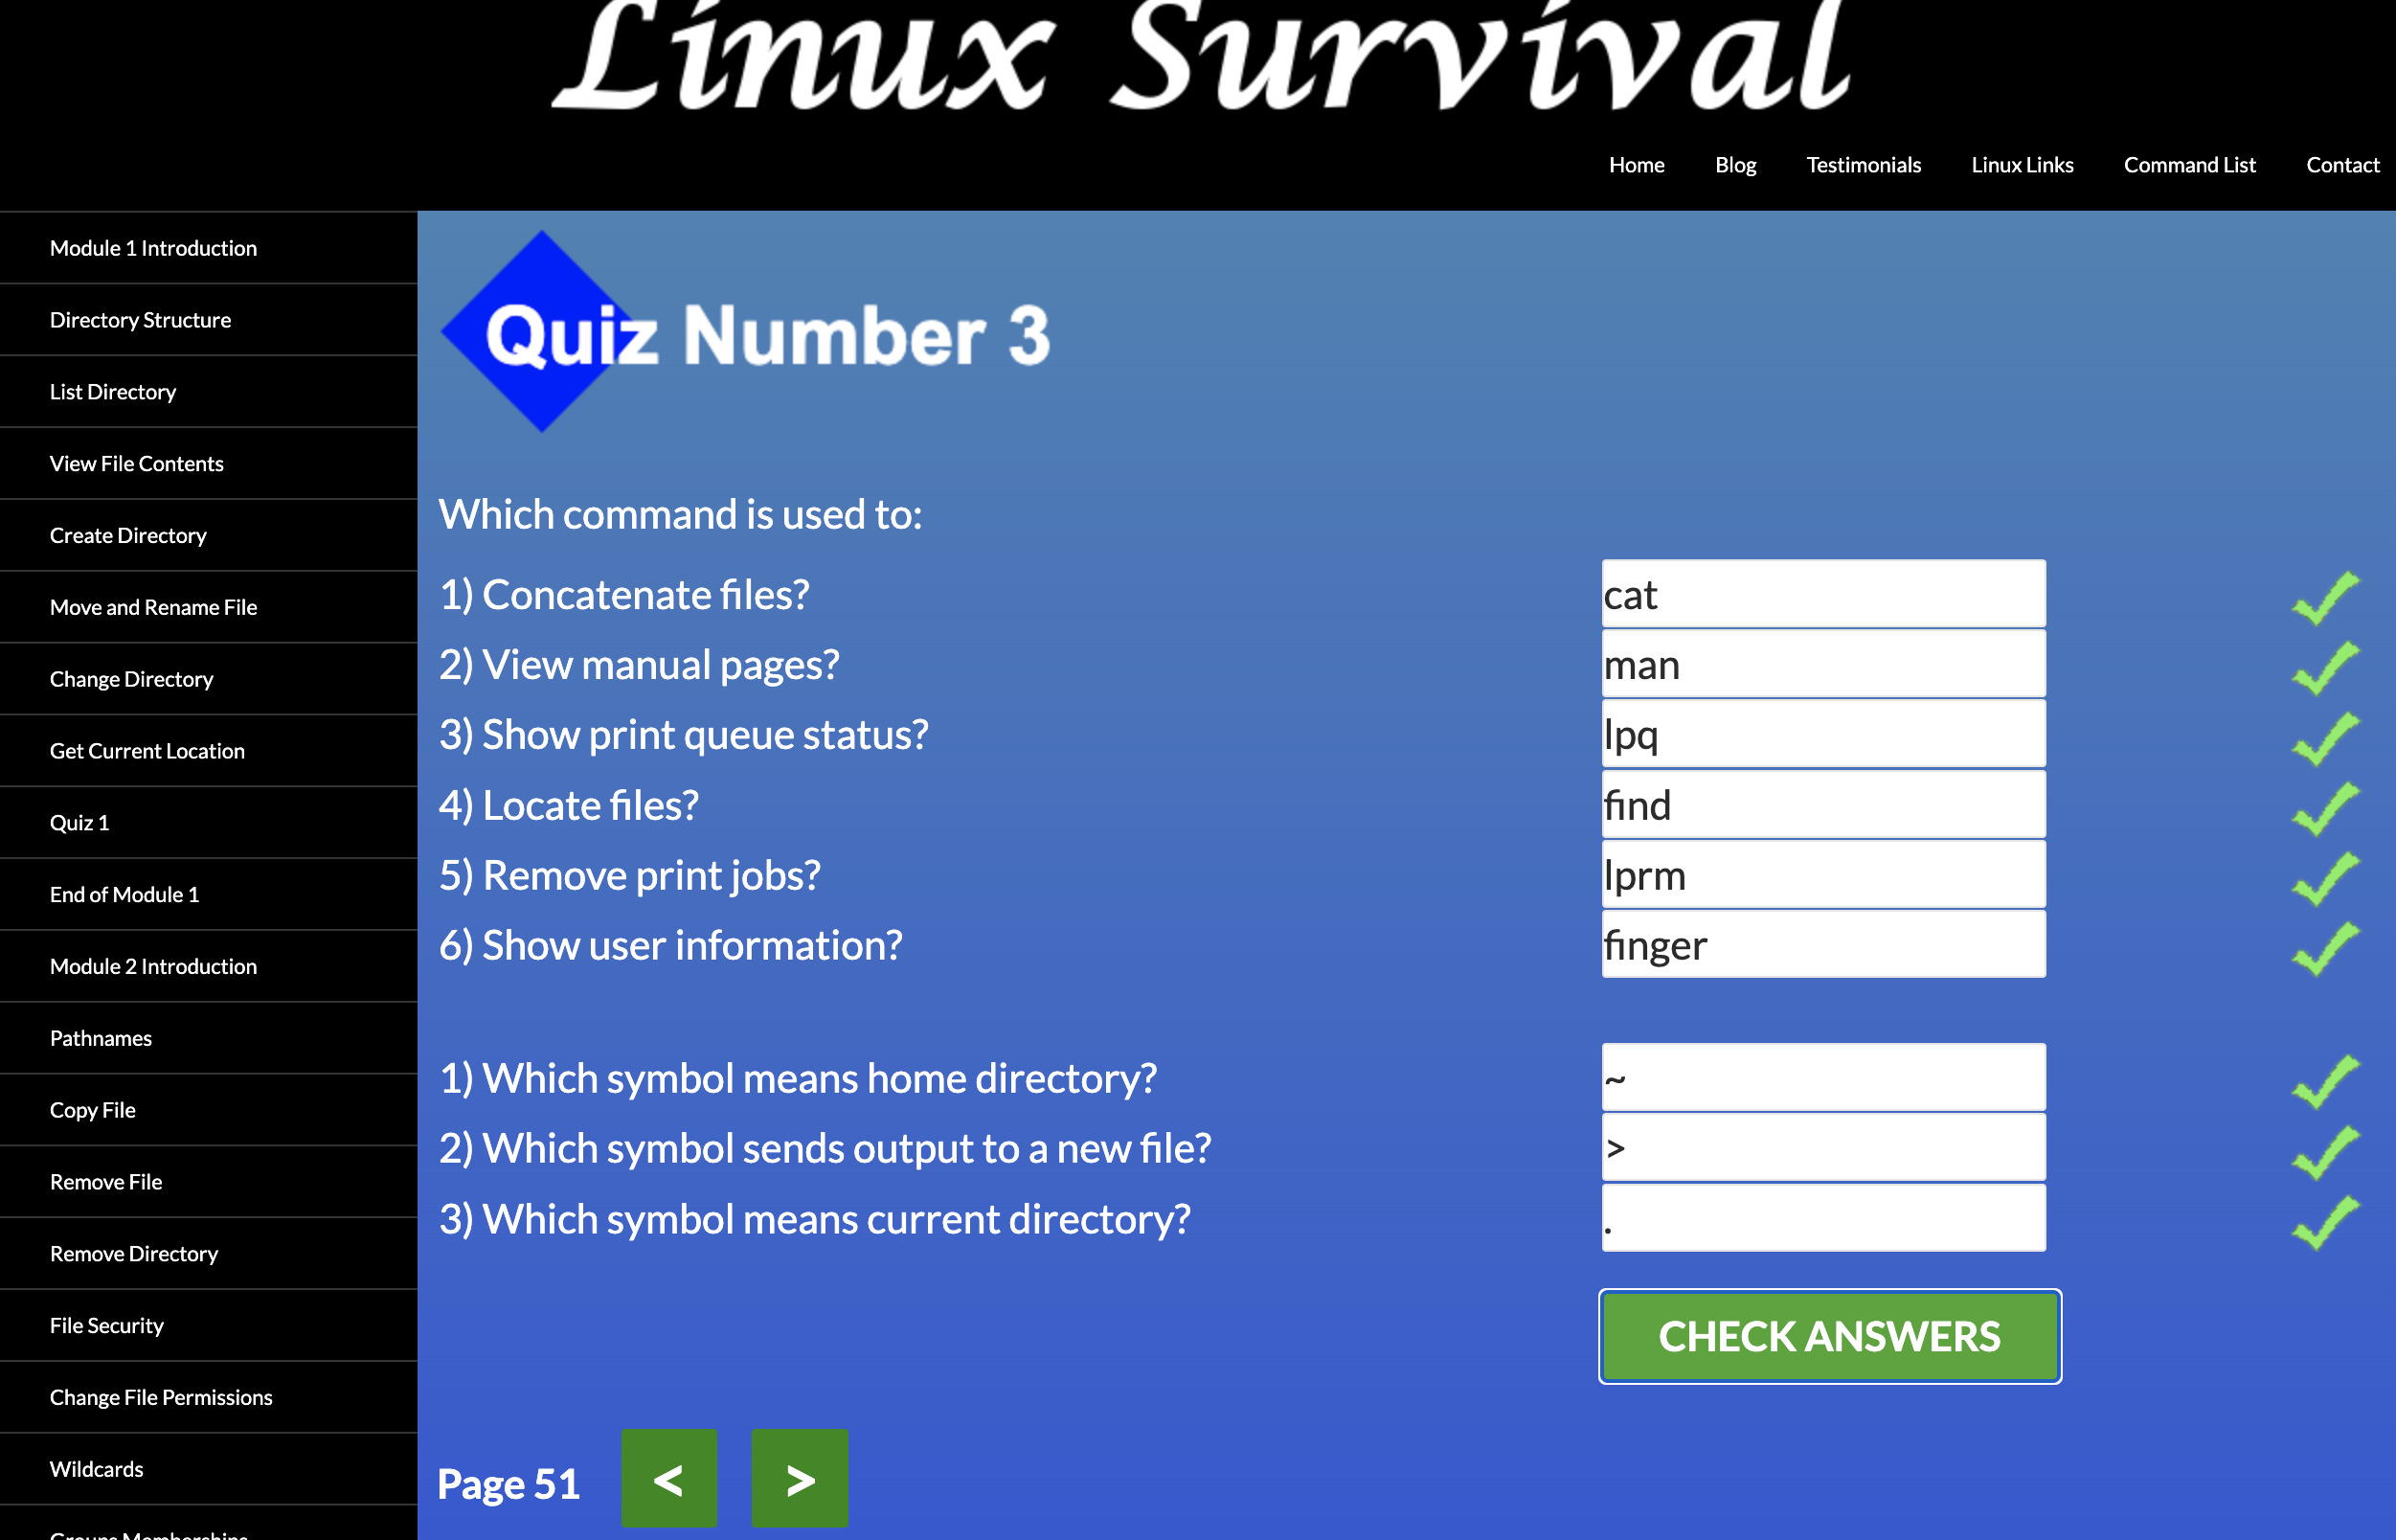 Linux Survival
Home Blog Testimonials Linux Links Command List Contact
Module 1 Introduction
Directory Structure
List Directory
View File Contents
Create Directory
Move and Rename File
Change Directory
Get Current Location
Quiz 1
End of Module 1
Module 2 Introduction
Pathnames
Copy File
Remove File
Remove Directory
File Security
Change File Permissions
Wildcards
Groups Memberships
Quiz Number 3
Which command is used to:
1) Concatenate files? cat
2) View manual pages? man
3) Show print queue status? lpq
4) Locate files? find
5) Remove print jobs? lprm
6) Show user information? finger
1) Which symbol means home directory? ~
2) Which symbol sends output to a new file? >
3) Which symbol means current directory? .
CHECK ANSWERS
Page 51 < >